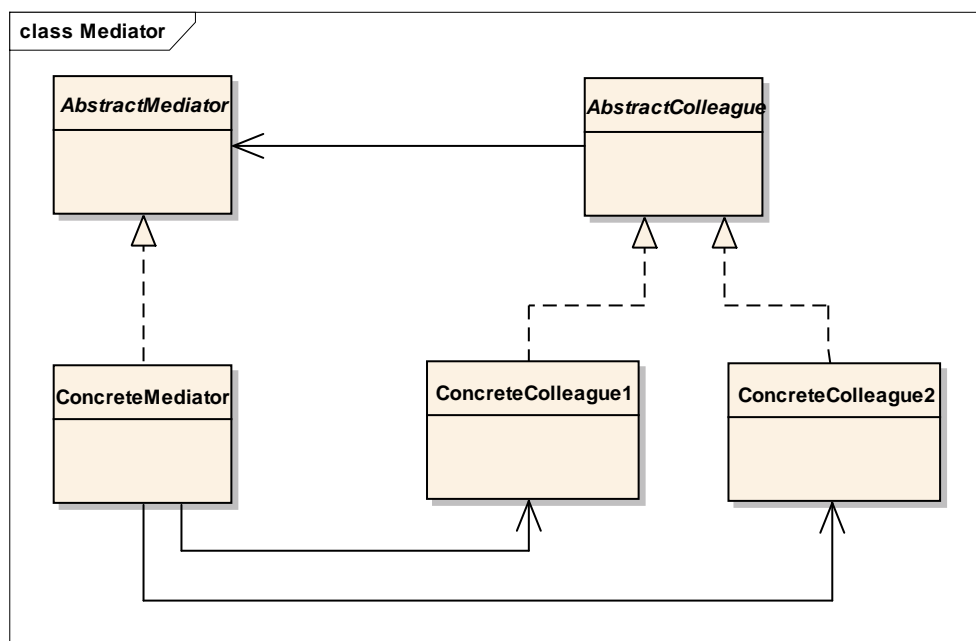 class Mediator
AbstractMediator
AbstractColleague
ConcreteMediator
ConcreteColleague1
ConcreteColleague2